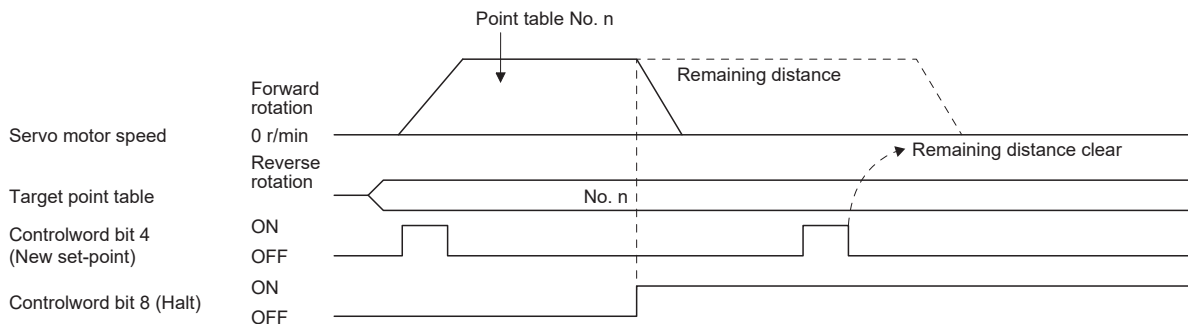 Point table No. n
Remaining distance
Forward
rotation
Servo motor speed
0 r/min
Remaining distance clear
Reverse
rotation
Target point table
No. n
Controlword bit 4
(New set-point)
ON
OFF
Controlword bit 8 (Halt)
ON
OFF